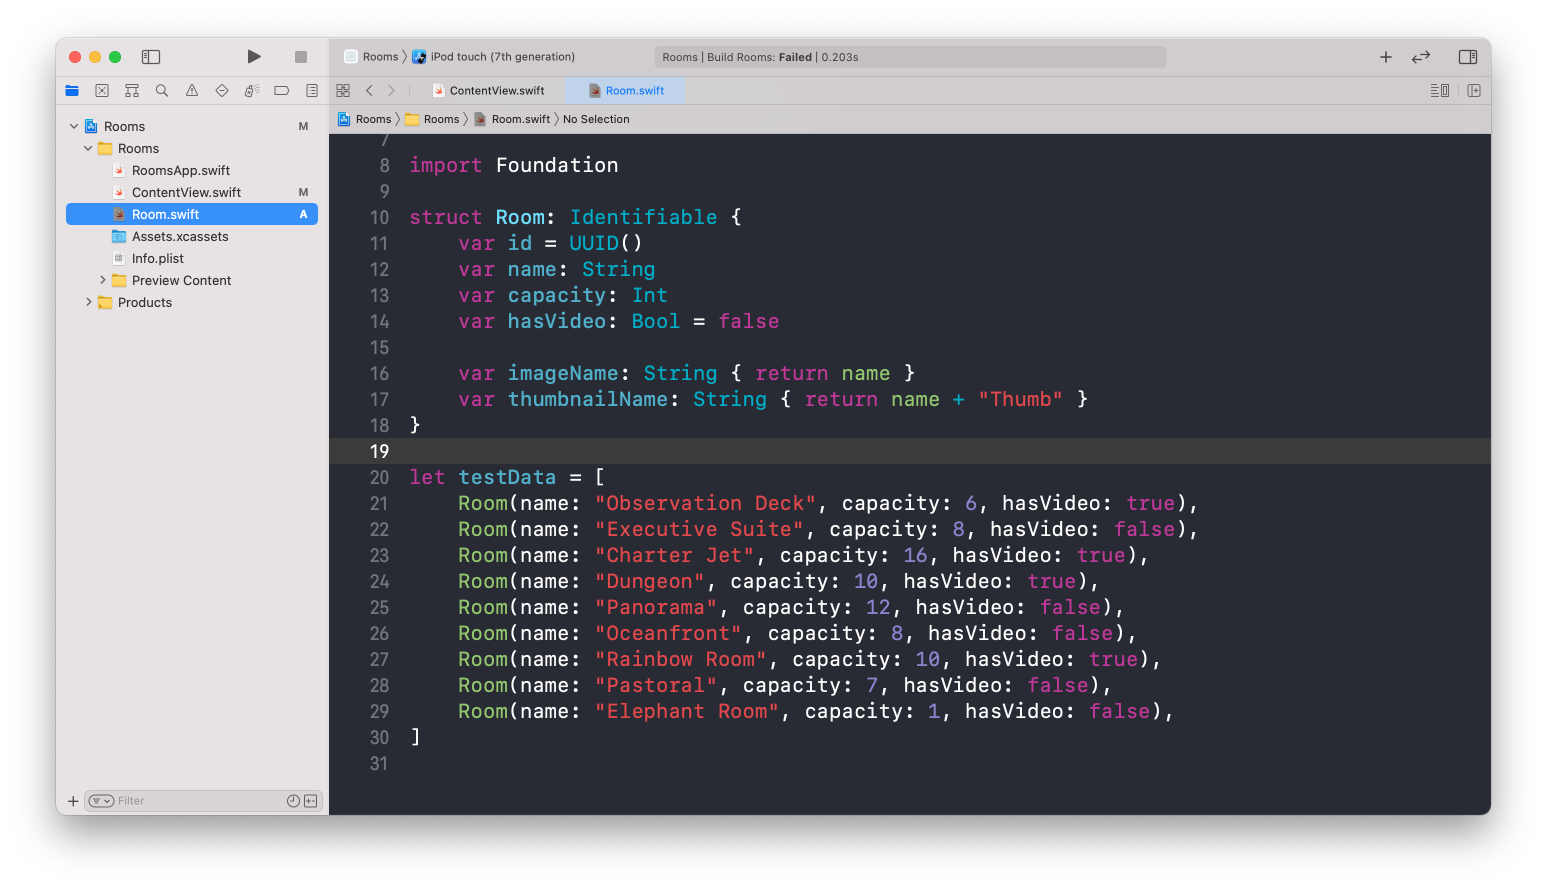 Rooms
iPod touch (7th generation)
Rooms | Build Rooms: Failed | 0.203s
ContentView.swift
Room.swift
Rooms
Rooms
Room.swift
No Selection
Rooms M
Rooms
RoomsApp.swift
ContentView.swift M
Room.swift A
Assets.xcassets
Info.plist
Preview Content
Products
Filter
7
8 import Foundation
9
10 struct Room: Identifiable {
11 var id = UUID()
12 var name: String
13 var capacity: Int
14 var hasVideo: Bool = false
15
16 var imageName: String { return name }
17 var thumbnailName: String { return name + "Thumb" }
18 }
19
20 let testData = [
21 Room(name: "Observation Deck", capacity: 6, hasVideo: true),
22 Room(name: "Executive Suite", capacity: 8, hasVideo: false),
23 Room(name: "Charter Jet", capacity: 16, hasVideo: true),
24 Room(name: "Dungeon", capacity: 10, hasVideo: true),
25 Room(name: "Panorama", capacity: 12, hasVideo: false),
26 Room(name: "Oceanfront", capacity: 8, hasVideo: false),
27 Room(name: "Rainbow Room", capacity: 10, hasVideo: true),
28 Room(name: "Pastoral", capacity: 7, hasVideo: false),
29 Room(name: "Elephant Room", capacity: 1, hasVideo: false),
30 ]
31